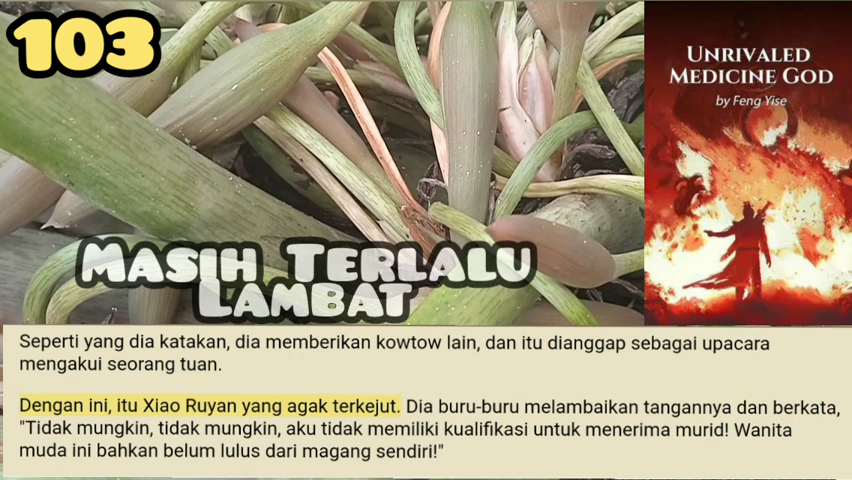 103
UNRIVALED
MEDICINE GOD
by Feng Yise
MASIH TERLALU
LAMBAT
Seperti yang dia katakan, dia memberikan kowtow lain, dan itu dianggap sebagai upacara
mengakui seorang tuan.
Dengan ini, itu Xiao Ruyan yang agak terkejut. Dia buru-buru melambaikan tangannya dan berkata,
"Tidak mungkin, tidak mungkin, aku tidak memiliki kualifikasi untuk menerima murid! Wanita
muda ini bahkan belum lulus dari magang sendiri!"